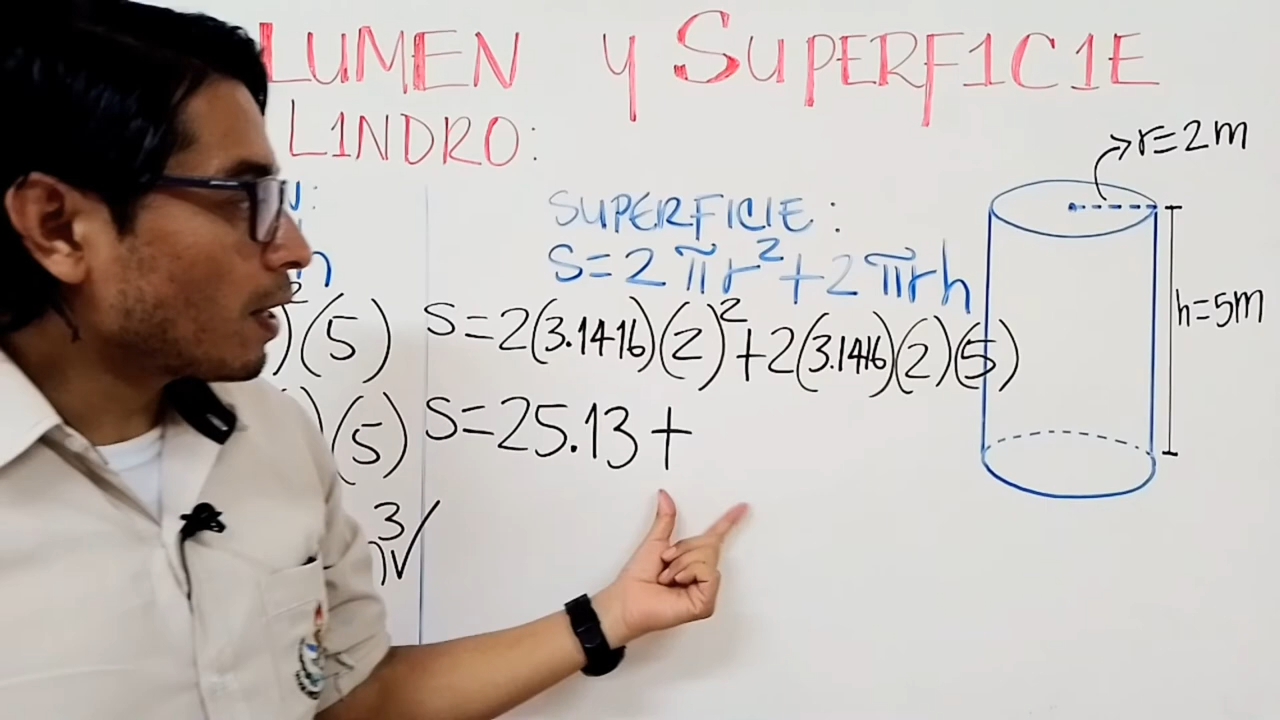 LUMEN y SUPERF1C1E
L1NDRO:
r=2m
SUPERFICIE:
S=2πr²+2πrh
h=5m
(5) S=2(3.1416)(2)²+2(3.1416)(2)(5)
(5) S=25.13+
3✓